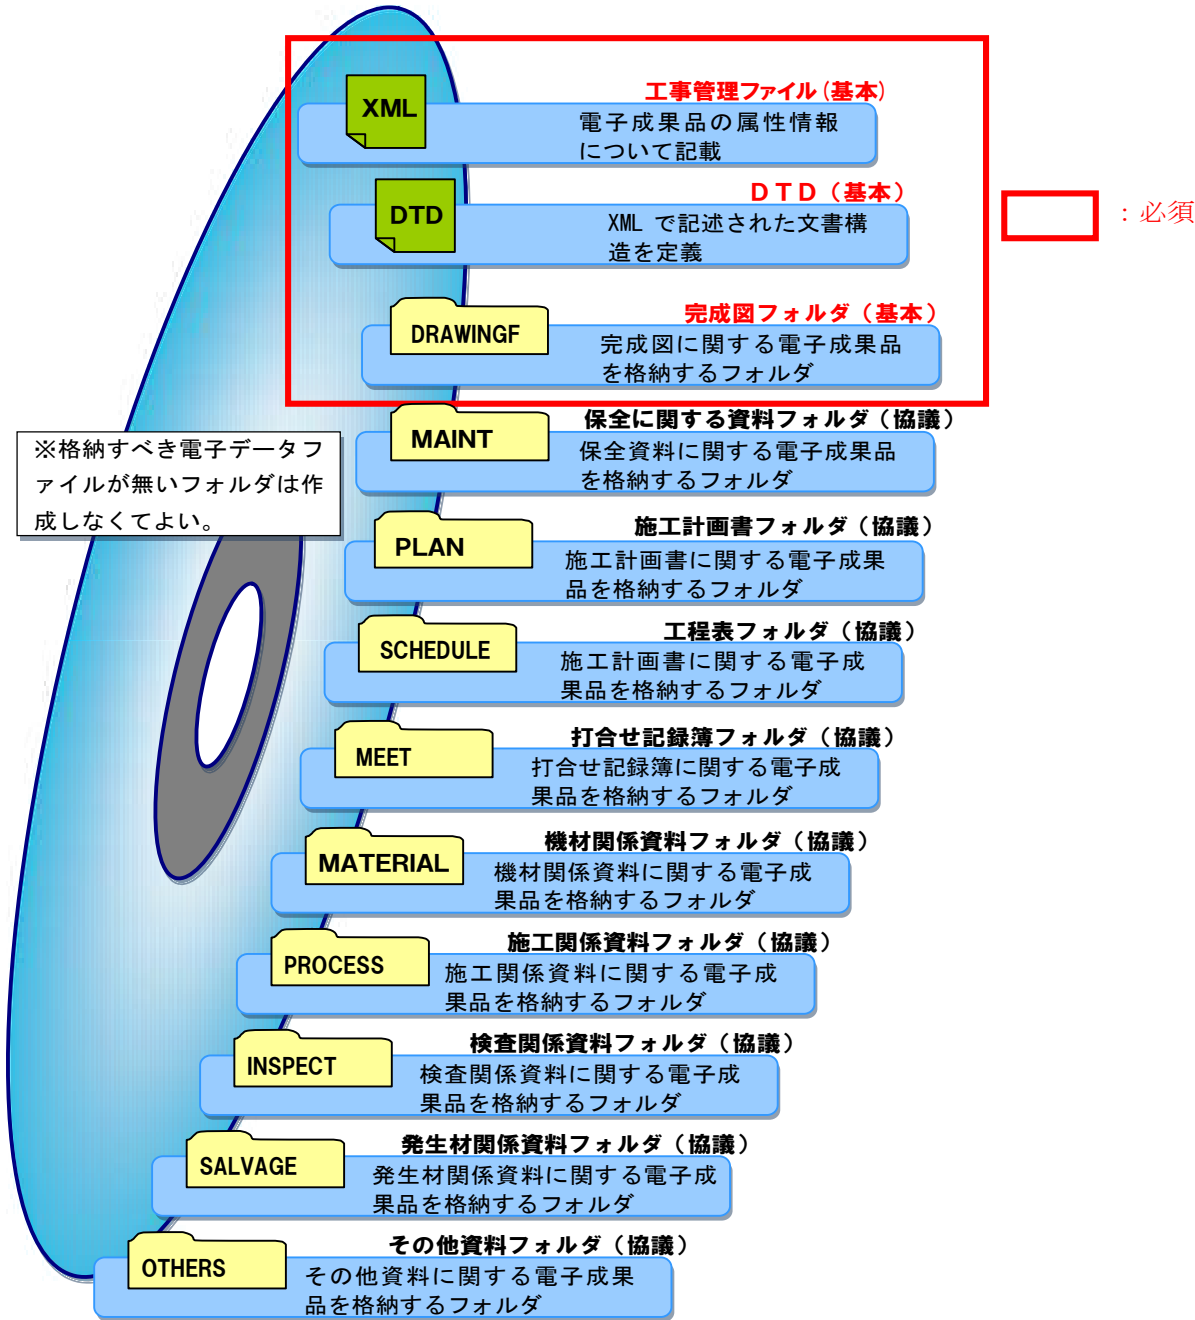 XML
工事管理ファイル(基本)
電子成果品の属性情報
について記載
DTD
ＤＴＤ（基本）
XML で記述された文書構
造を定義
：必須
DRAWINGF
完成図フォルダ（基本）
完成図に関する電子成果品
を格納するフォルダ
MAINT
保全に関する資料フォルダ（協議）
保全資料に関する電子成果品
を格納するフォルダ
※格納すべき電子データフ
ァイルが無いフォルダは作
成しなくてよい。
PLAN
施工計画書フォルダ（協議）
施工計画書に関する電子成果
品を格納するフォルダ
SCHEDULE
工程表フォルダ（協議）
施工計画書に関する電子成
果品を格納するフォルダ
MEET
打合せ記録簿フォルダ（協議）
打合せ記録簿に関する電子成
果品を格納するフォルダ
MATERIAL
機材関係資料フォルダ（協議）
機材関係資料に関する電子成
果品を格納するフォルダ
PROCESS
施工関係資料フォルダ（協議）
施工関係資料に関する電子成
果品を格納するフォルダ
INSPECT
検査関係資料フォルダ（協議）
検査関係資料に関する電子成
果品を格納するフォルダ
SALVAGE
発生材関係資料フォルダ（協議）
発生材関係資料に関する電子成
果品を格納するフォルダ
OTHERS
その他資料フォルダ（協議）
その他資料に関する電子成果
品を格納するフォルダ